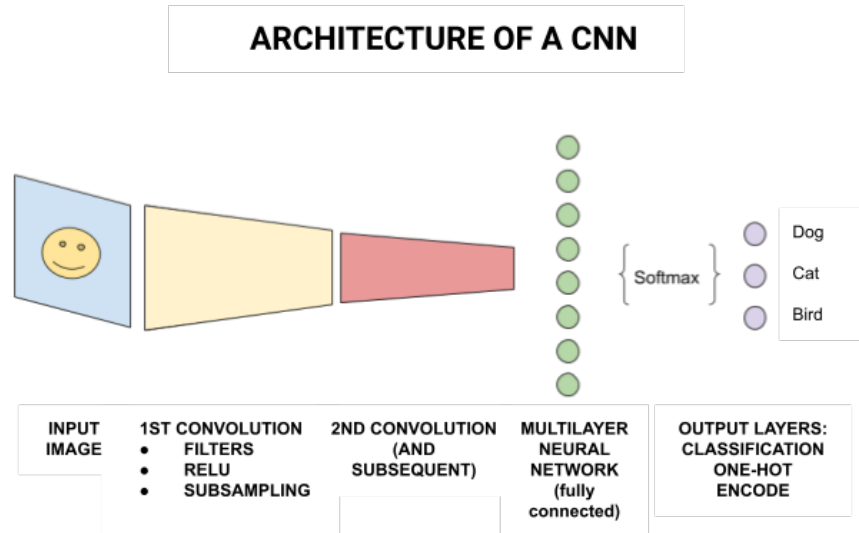 ARCHITECTURE OF A CNN
Softmax
Dog
Cat
Bird
INPUT
IMAGE
1ST CONVOLUTION
● FILTERS
● RELU
● SUBSAMPLING
2ND CONVOLUTION
(AND
SUBSEQUENT)
MULTILAYER
NEURAL
NETWORK
(fully
connected)
OUTPUT LAYERS:
CLASSIFICATION
ONE-HOT
ENCODE